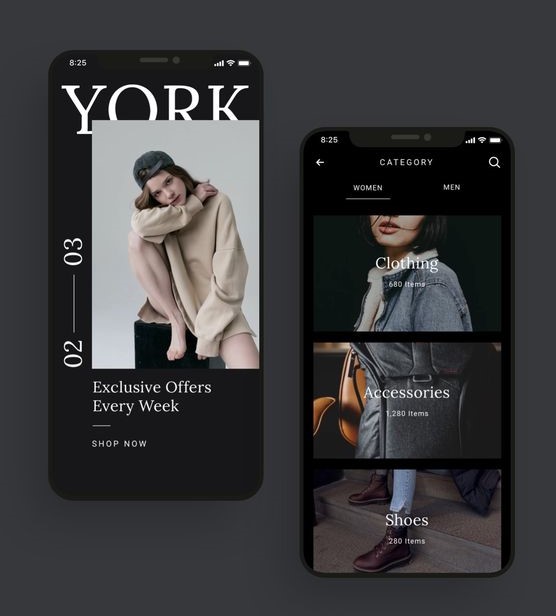 8:25
YORK
02
03
Exclusive Offers
Every Week
SHOP NOW
8:25
CATEGORY
WOMEN
MEN
Clothing
680 Items
Accessories
1,280 Items
Shoes
280 Items